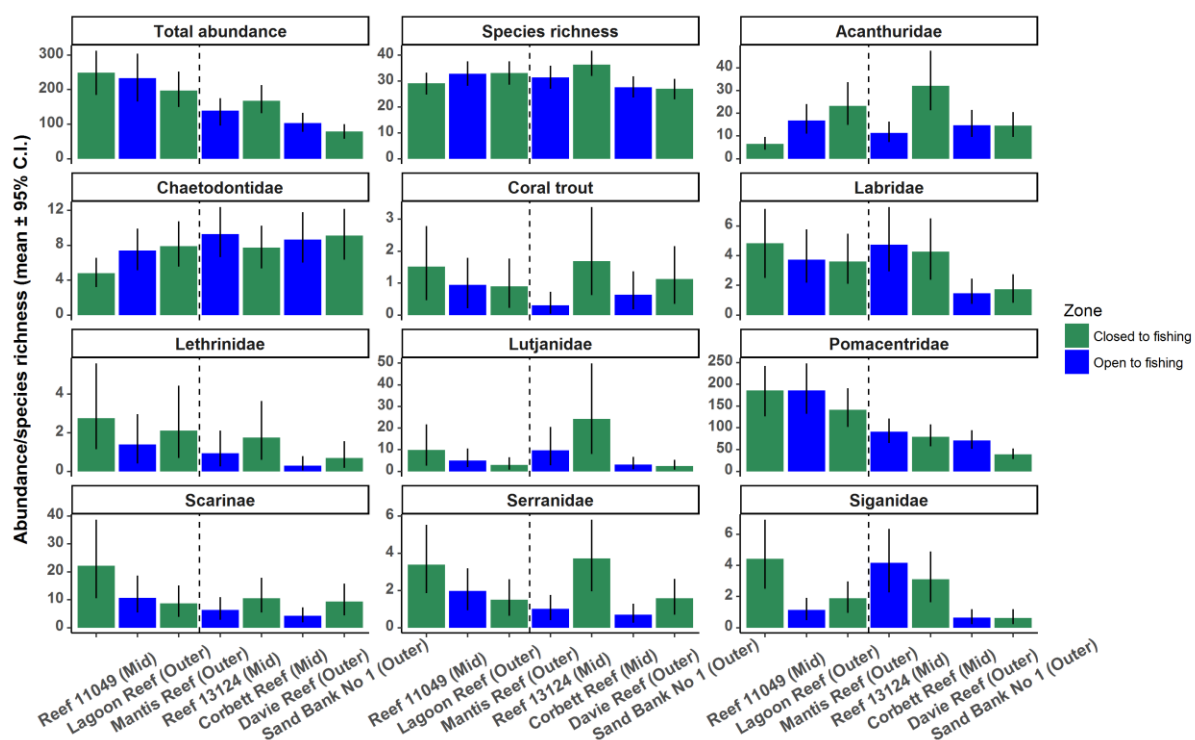 Total abundance
Species richness
Acanthuridae
300
200
100
0
40
30
20
10
0
40
30
20
10
0
Chaetodontidae
Coral trout
Labridae
12
8
4
0
3
2
1
0
6
4
2
0
Lethrinidae
Lutjanidae
Pomacentridae
4
2
0
50
40
30
20
10
0
250
200
150
100
50
0
Scarinae
Serranidae
Siganidae
40
30
20
10
0
6
4
2
0
6
4
2
0
Abundance/species richness (mean ± 95% C.I.)
Reef 11049 (Mid)
Lagoon Reef (Outer)
Mantis Reef (Outer)
Reef 13124 (Mid)
Corbett Reef (Mid)
Davie Reef (Outer)
Sand Bank No 1 (Outer)
Reef 11049 (Mid)
Lagoon Reef (Outer)
Mantis Reef (Outer)
Reef 13124 (Mid)
Corbett Reef (Mid)
Davie Reef (Outer)
Sand Bank No 1 (Outer)
Reef 11049 (Mid)
Lagoon Reef (Outer)
Mantis Reef (Outer)
Reef 13124 (Mid)
Corbett Reef (Mid)
Davie Reef (Outer)
Sand Bank No 1 (Outer)
Zone
Closed to fishing
Open to fishing